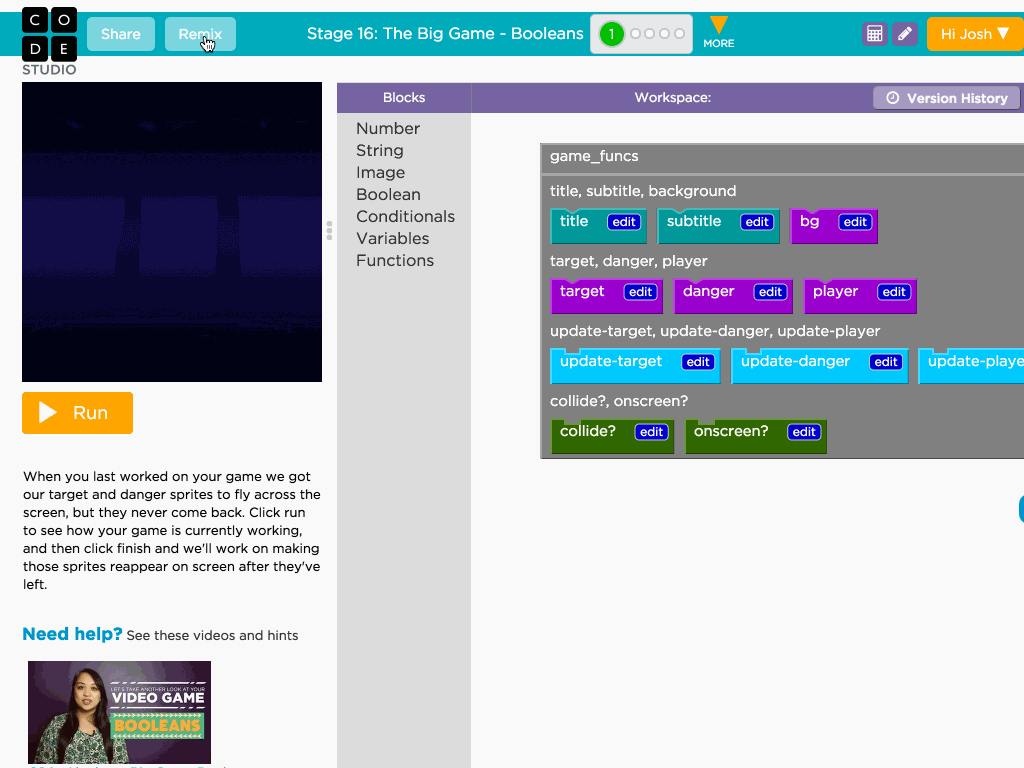 C O
D E
STUDIO
Share
Remix
Stage 16: The Big Game - Booleans
1
MORE
Hi Josh ▼
Blocks
Workspace:
Version History
Number
String
Image
Boolean
Conditionals
Variables
Functions
game_funcs
title, subtitle, background
title edit
subtitle edit
bg edit
target, danger, player
target edit
danger edit
player edit
update-target, update-danger, update-player
update-target edit
update-danger edit
update-playe
collide?, onscreen?
collide? edit
onscreen? edit
Run
When you last worked on your game we got
our target and danger sprites to fly across the
screen, but they never come back. Click run
to see how your game is currently working,
and then click finish and we'll work on making
those sprites reappear on screen after they've
left.
Need help? See these videos and hints
LET'S TAKE ANOTHER LOOK AT YOUR
VIDEO GAME
BOOLEANS